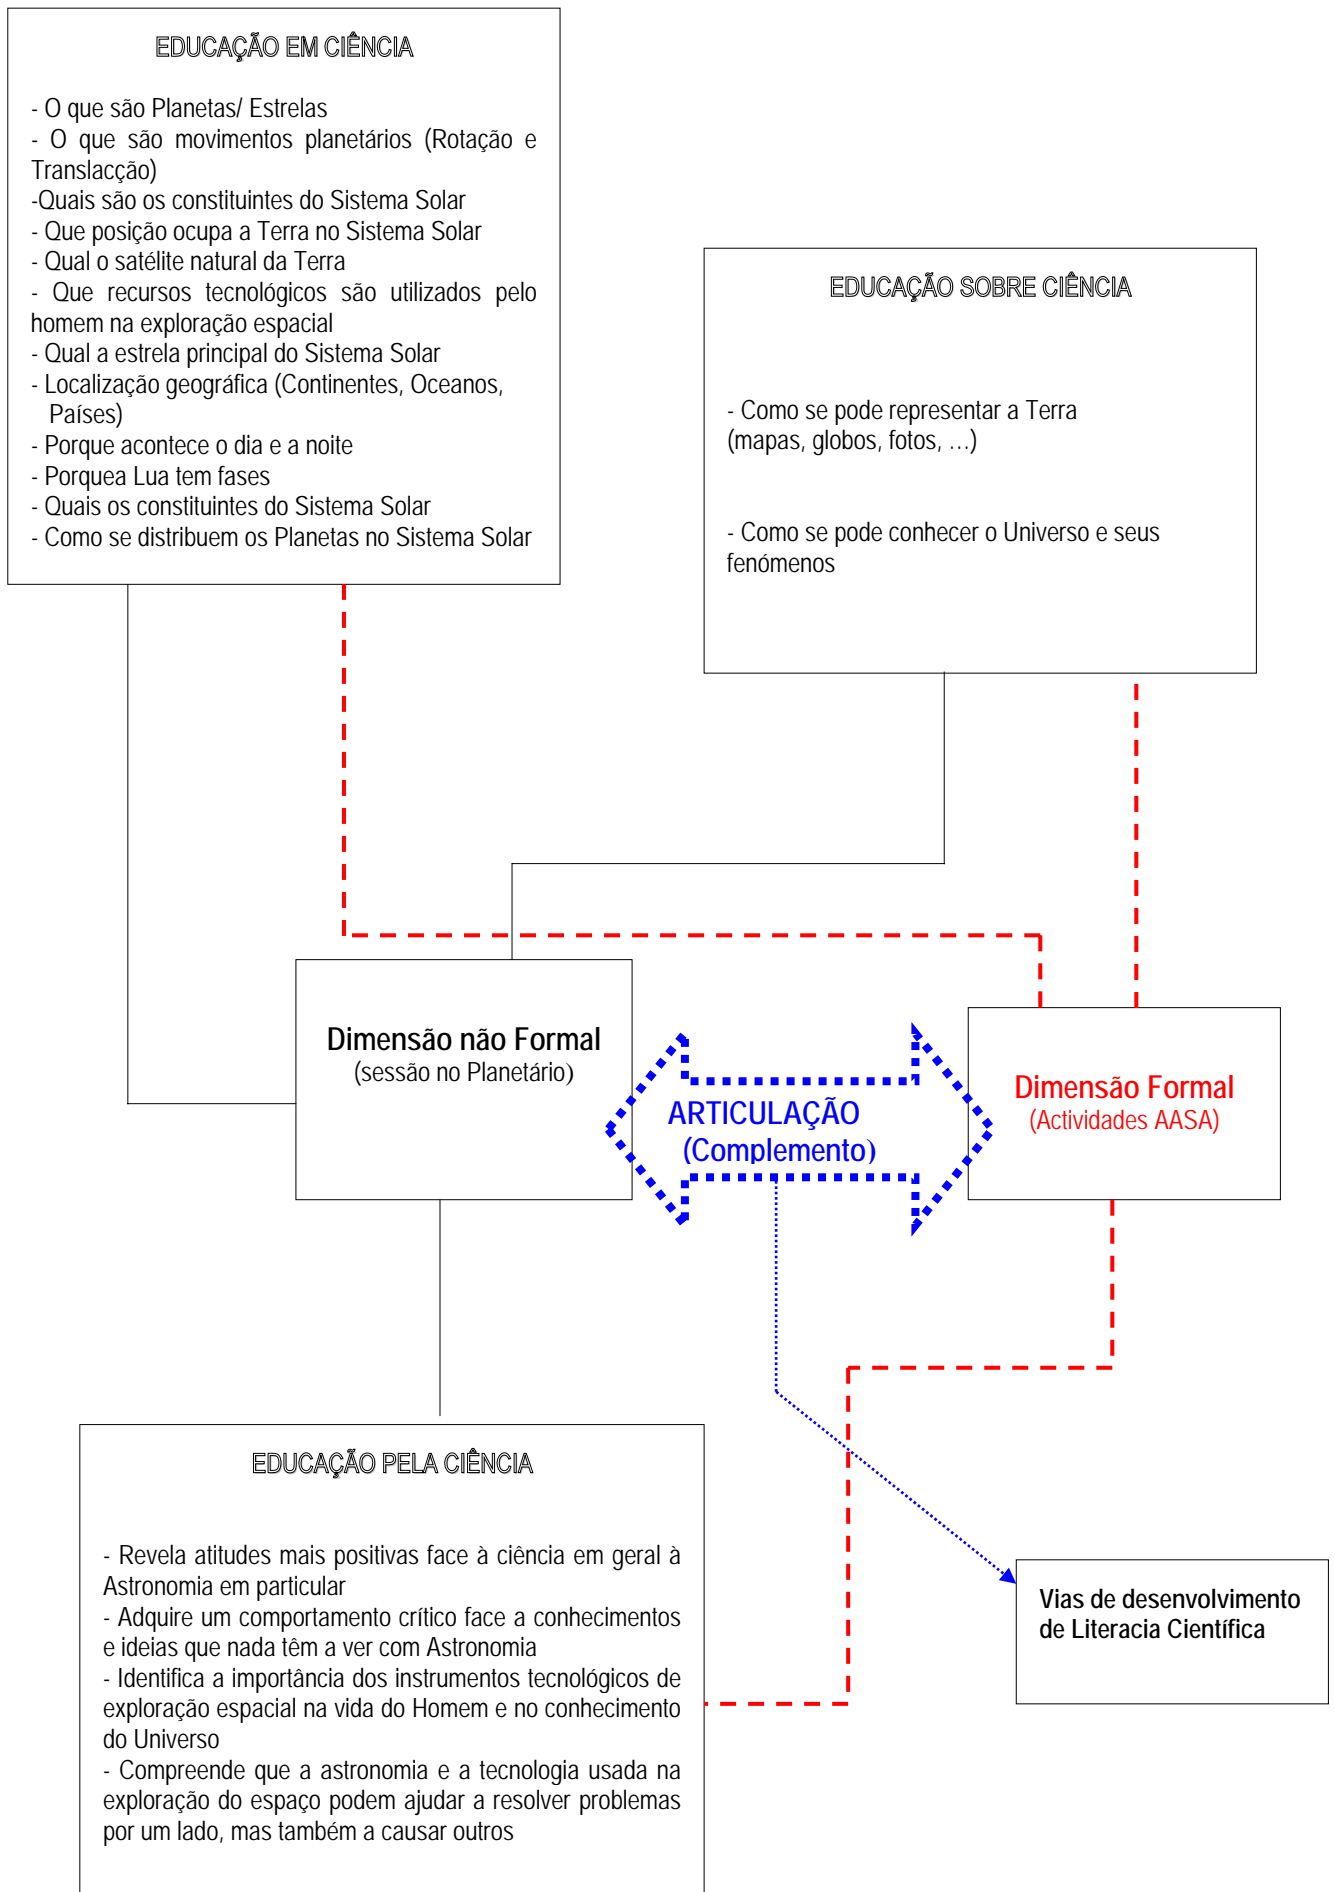 EDUCAÇÃO EM CIÊNCIA
- O que são Planetas/ Estrelas
- O que são movimentos planetários (Rotação e
Translacção)
-Quais são os constituintes do Sistema Solar
- Que posição ocupa a Terra no Sistema Solar
- Qual o satélite natural da Terra
- Que recursos tecnológicos são utilizados pelo
homem na exploração espacial
- Qual a estrela principal do Sistema Solar
- Localização geográfica (Continentes, Oceanos,
Países)
- Porque acontece o dia e a noite
- Porquea Lua tem fases
- Quais os constituintes do Sistema Solar
- Como se distribuem os Planetas no Sistema Solar
EDUCAÇÃO SOBRE CIÊNCIA
- Como se pode representar a Terra
(mapas, globos, fotos, …)
- Como se pode conhecer o Universo e seus
fenómenos
Dimensão não Formal
(sessão no Planetário)
ARTICULAÇÃO
(Complemento)
Dimensão Formal
(Actividades AASA)
EDUCAÇÃO PELA CIÊNCIA
- Revela atitudes mais positivas face à ciência em geral à
Astronomia em particular
- Adquire um comportamento crítico face a conhecimentos
e ideias que nada têm a ver com Astronomia
- Identifica a importância dos instrumentos tecnológicos de
exploração espacial na vida do Homem e no conhecimento
do Universo
- Compreende que a astronomia e a tecnologia usada na
exploração do espaço podem ajudar a resolver problemas
por um lado, mas também a causar outros
Vias de desenvolvimento
de Literacia Científica